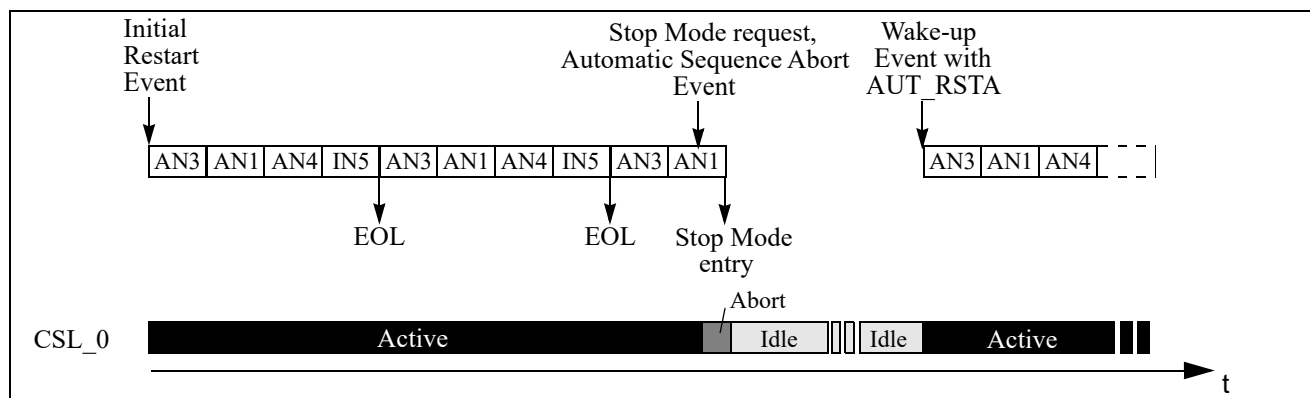 Initial
Restart
Event
Stop Mode request,
Automatic Sequence Abort
Event
Wake-up
Event with
AUT_RSTA
AN3 AN1 AN4 IN5 AN3 AN1 AN4 IN5 AN3 AN1
AN3 AN1 AN4
EOL
EOL
Stop Mode
entry
Abort
CSL_0
Active
Idle
Idle
Active
t